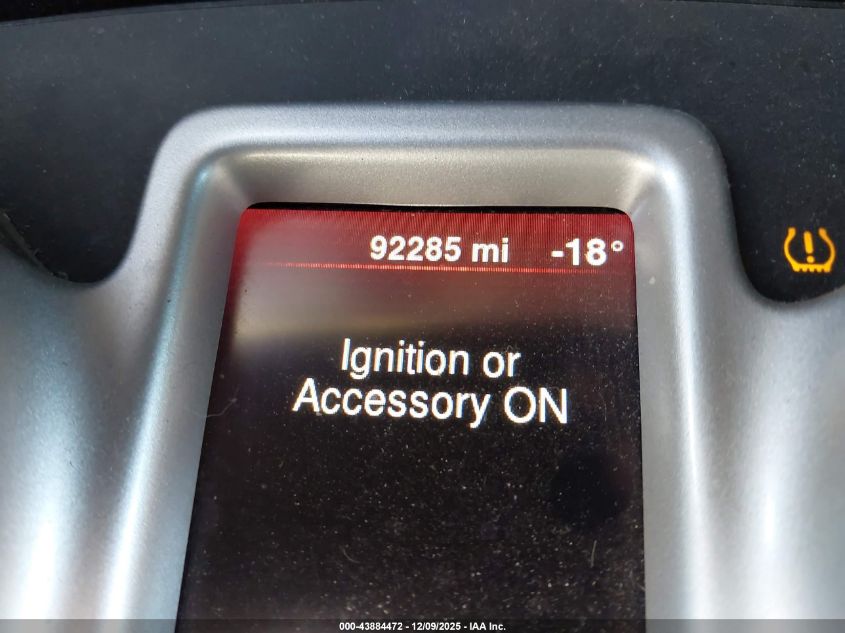 92285 mi -18°
Ignition or
Accessory ON
000-43884472 - 12/09/2025 - IAA Inc.